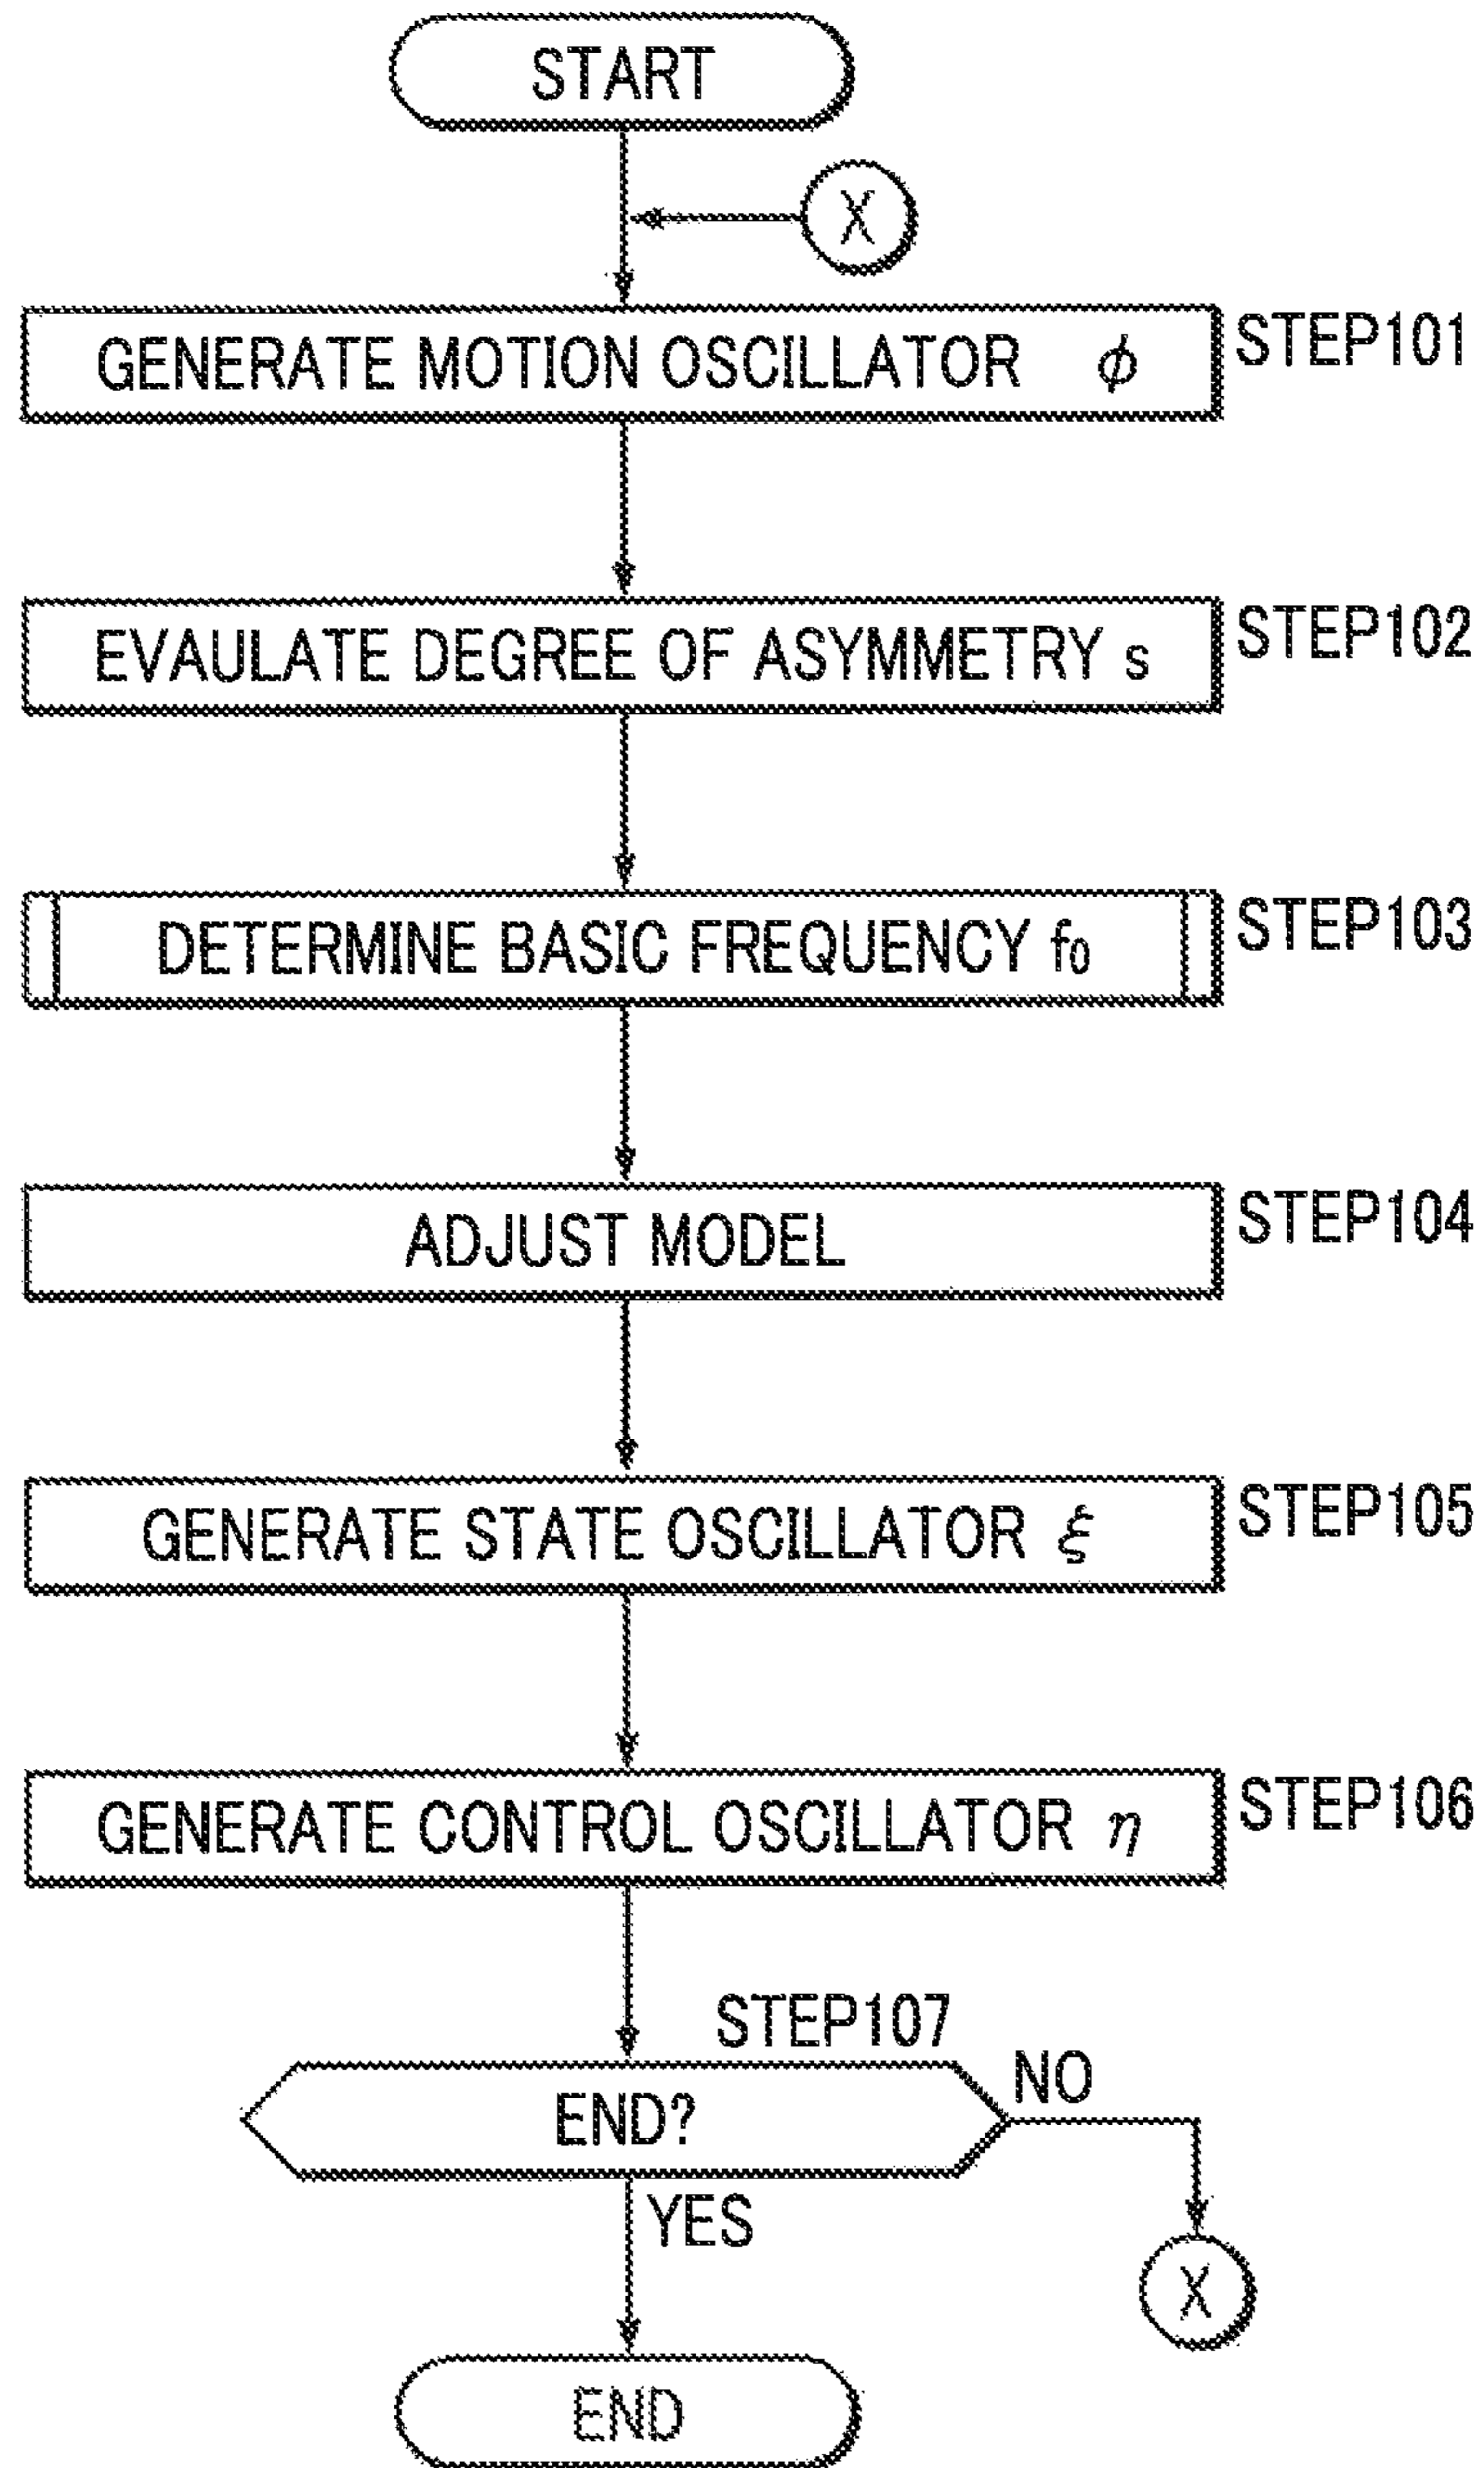 START
X
GENERATE MOTION OSCILLATOR ϕ STEP101
EVAULATE DEGREE OF ASYMMETRY s STEP102
DETERMINE BASIC FREQUENCY f₀ STEP103
ADJUST MODEL STEP104
GENERATE STATE OSCILLATOR ξ STEP105
GENERATE CONTROL OSCILLATOR η STEP106
STEP107
END? NO
YES
X
END